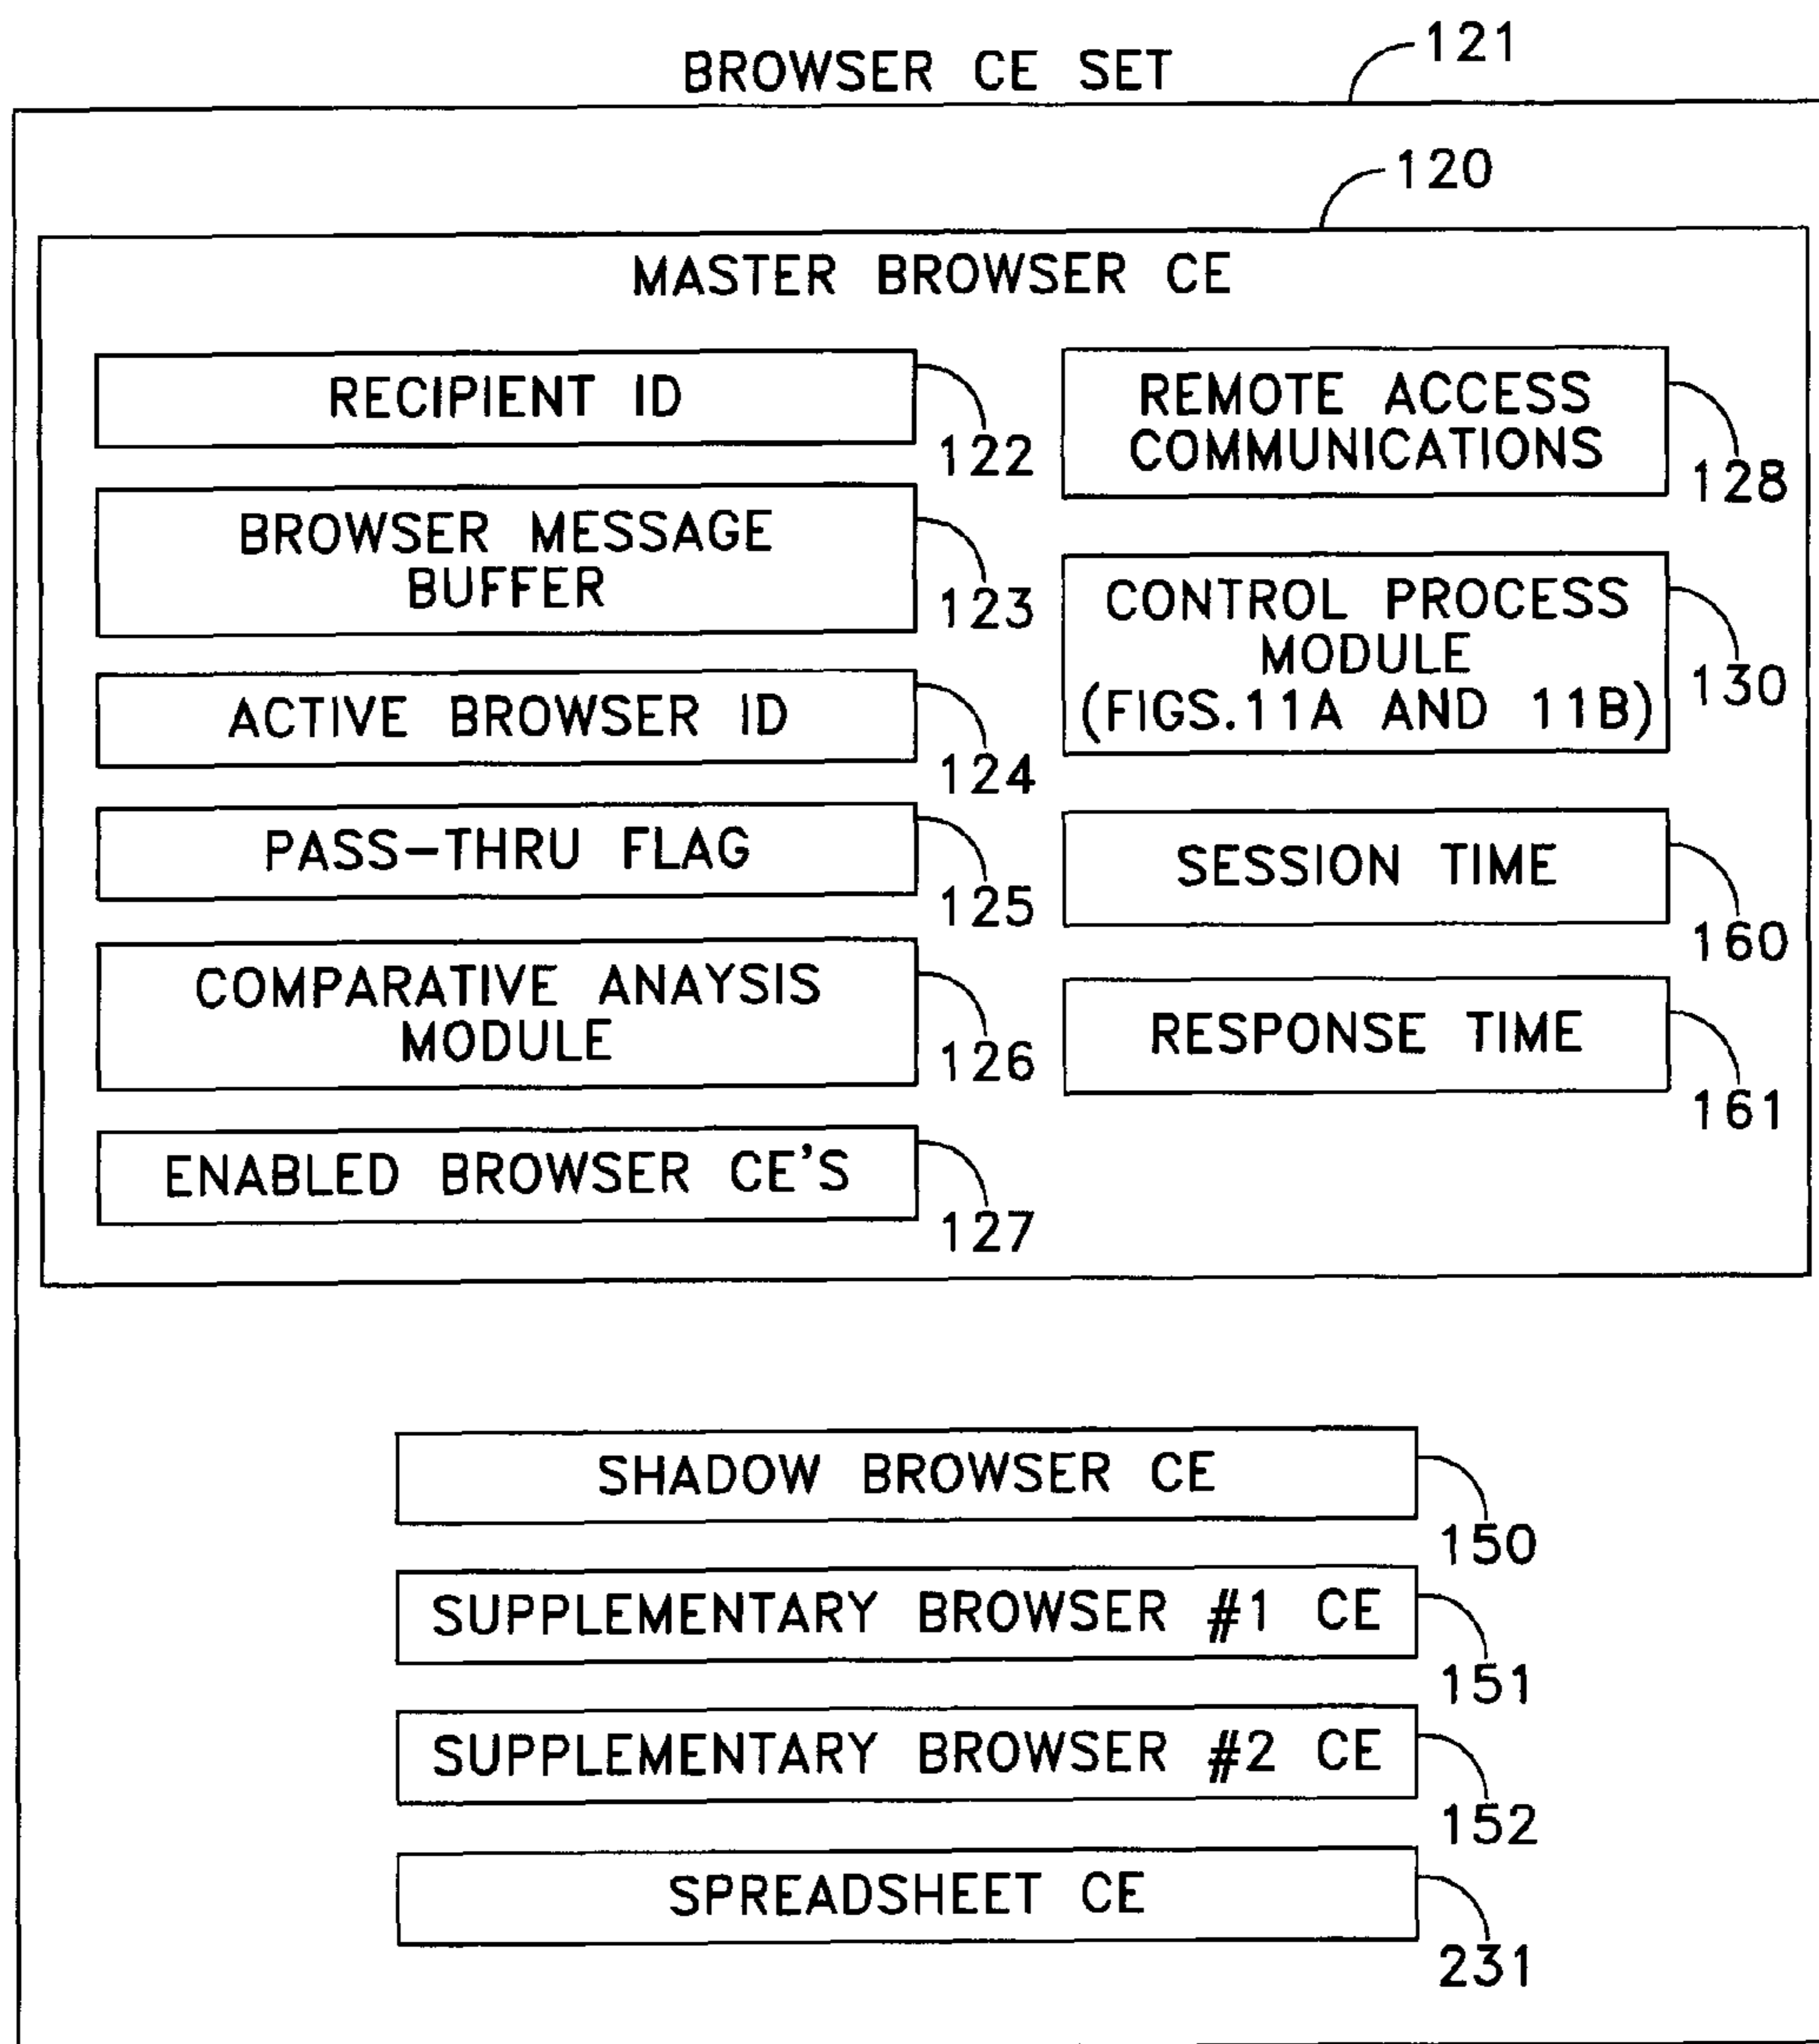 BROWSER CE SET
121
120
MASTER BROWSER CE
RECIPIENT ID
122
BROWSER MESSAGE
BUFFER
123
ACTIVE BROWSER ID
124
PASS-THRU FLAG
125
COMPARATIVE ANAYSIS
MODULE
126
ENABLED BROWSER CE'S
127
REMOTE ACCESS
COMMUNICATIONS
128
CONTROL PROCESS
MODULE
(FIGS.11A AND 11B)
130
SESSION TIME
160
RESPONSE TIME
161
SHADOW BROWSER CE
150
SUPPLEMENTARY BROWSER #1 CE
151
SUPPLEMENTARY BROWSER #2 CE
152
SPREADSHEET CE
231